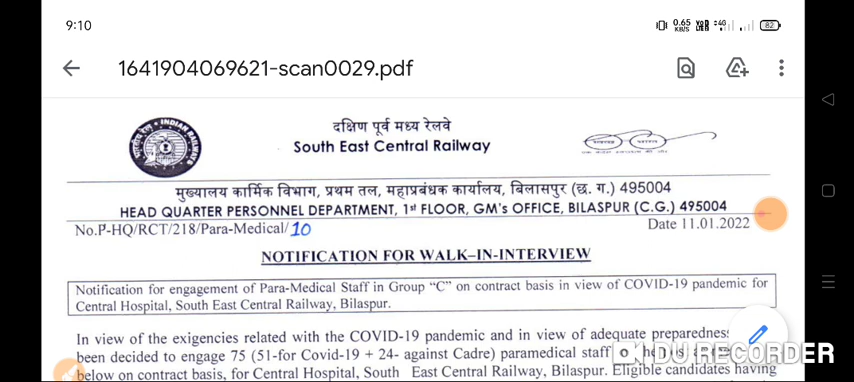 9:10
0.65 KB/S 4G 82
1641904069621-scan0029.pdf
दक्षिण पूर्व मध्य रेलवे
South East Central Railway
INDIAN RAILWAYS
मुख्यालय कार्मिक विभाग, प्रथम तल, महाप्रबंधक कार्यालय, बिलासपुर (छ. ग.) 495004
HEAD QUARTER PERSONNEL DEPARTMENT, 1st FLOOR, GM's OFFICE, BILASPUR (C.G.) 495004
No.P-HQ/RCT/218/Para-Medical/10 Date 11.01.2022
NOTIFICATION FOR WALK-IN-INTERVIEW
Notification for engagement of Para-Medical Staff in Group "C" on contract basis in view of COVID-19 pandemic for
Central Hospital, South East Central Railway, Bilaspur.
In view of the exigencies related with the COVID-19 pandemic and in view of adequate preparedness
been decided to engage 75 (51-for Covid-19 + 24- against Cadre) paramedical staff
below on contract basis, for Central Hospital, South East Central Railway, Bilaspur. Eligible candidates having
DU RECORDER